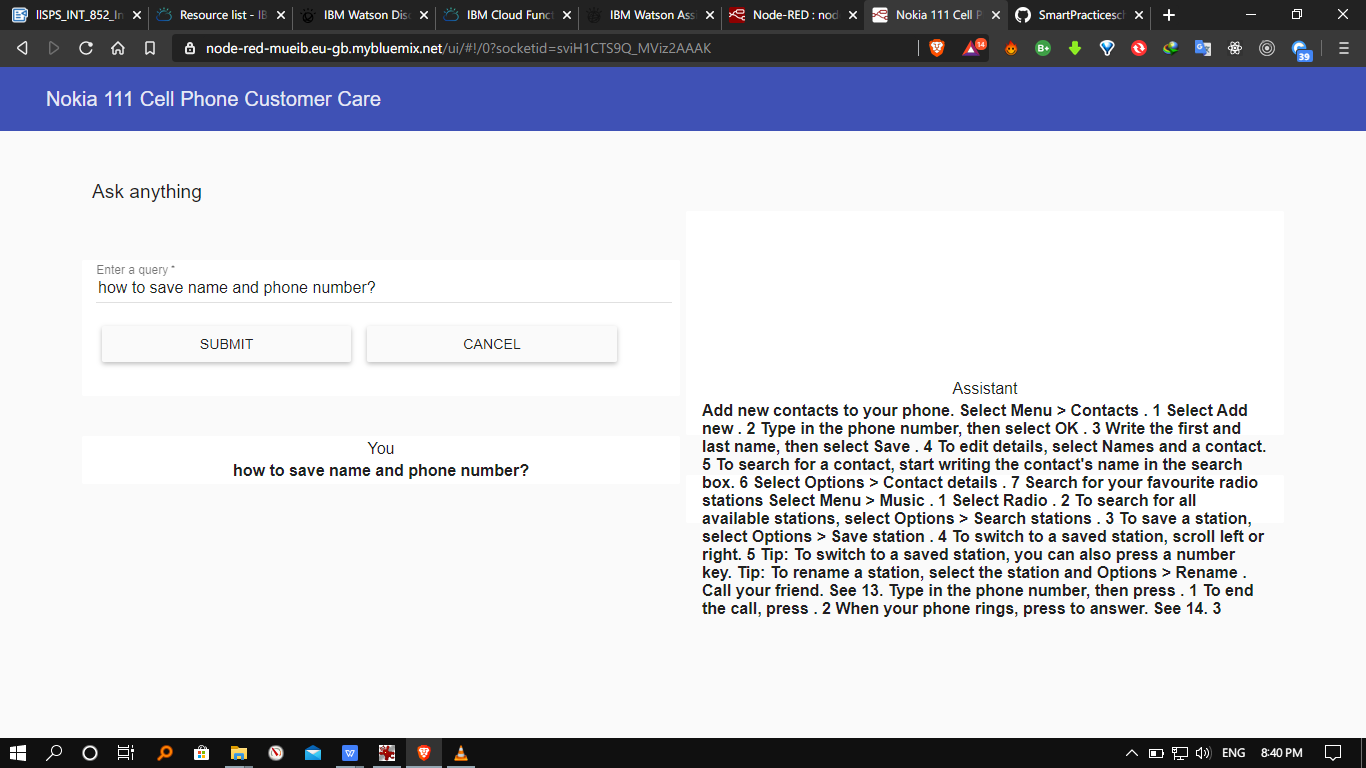 IISPS_INT_852_In
Resource list - IB
IBM Watson Disc
IBM Cloud Funct
IBM Watson Assi
Node-RED : node
Nokia 111 Cell P
SmartPracticesch
node-red-mueib.eu-gb.mybluemix.net/ui/#!/0?socketid=sviH1CTS9Q_MViz2AAAK
14
B+
39
Nokia 111 Cell Phone Customer Care
Ask anything
Enter a query *
how to save name and phone number?
SUBMIT
CANCEL
You
how to save name and phone number?
Assistant
Add new contacts to your phone. Select Menu > Contacts . 1 Select Add
new . 2 Type in the phone number, then select OK . 3 Write the first and
last name, then select Save . 4 To edit details, select Names and a contact.
5 To search for a contact, start writing the contact's name in the search
box. 6 Select Options > Contact details . 7 Search for your favourite radio
stations Select Menu > Music . 1 Select Radio . 2 To search for all
available stations, select Options > Search stations . 3 To save a station,
select Options > Save station . 4 To switch to a saved station, scroll left or
right. 5 Tip: To switch to a saved station, you can also press a number
key. Tip: To rename a station, select the station and Options > Rename .
Call your friend. See 13. Type in the phone number, then press . 1 To end
the call, press . 2 When your phone rings, press to answer. See 14. 3
ENG
8:40 PM